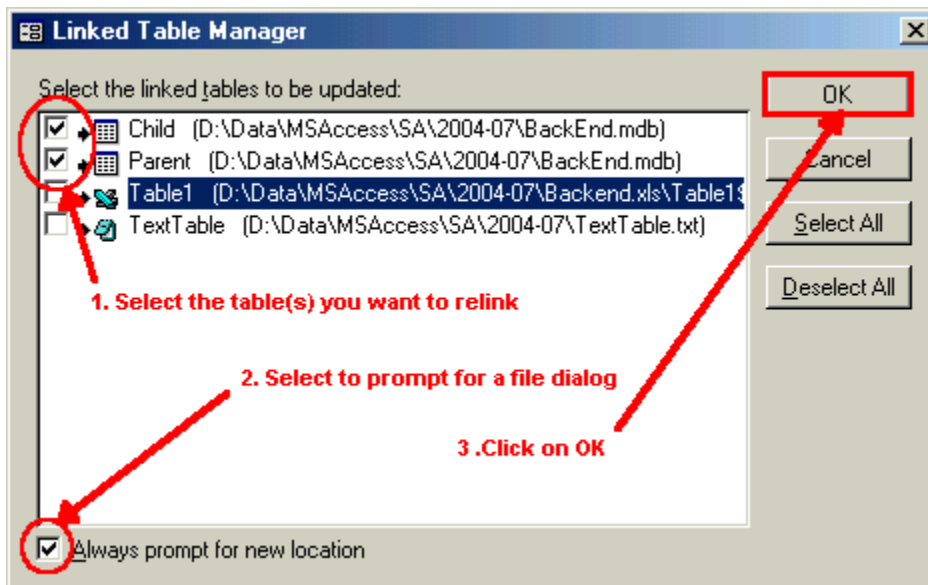 Linked Table Manager
Select the linked tables to be updated:
OK
Child (D:\Data\MSAccess\SA\2004-07\BackEnd.mdb)
Parent (D:\Data\MSAccess\SA\2004-07\BackEnd.mdb)
Cancel
Table1 (D:\Data\MSAccess\SA\2004-07\Backend.xls\Table1$
TextTable (D:\Data\MSAccess\SA\2004-07\TextTable.txt)
Select All
Deselect All
1. Select the table(s) you want to relink
2. Select to prompt for a file dialog
3 .Click on OK
Always prompt for new location